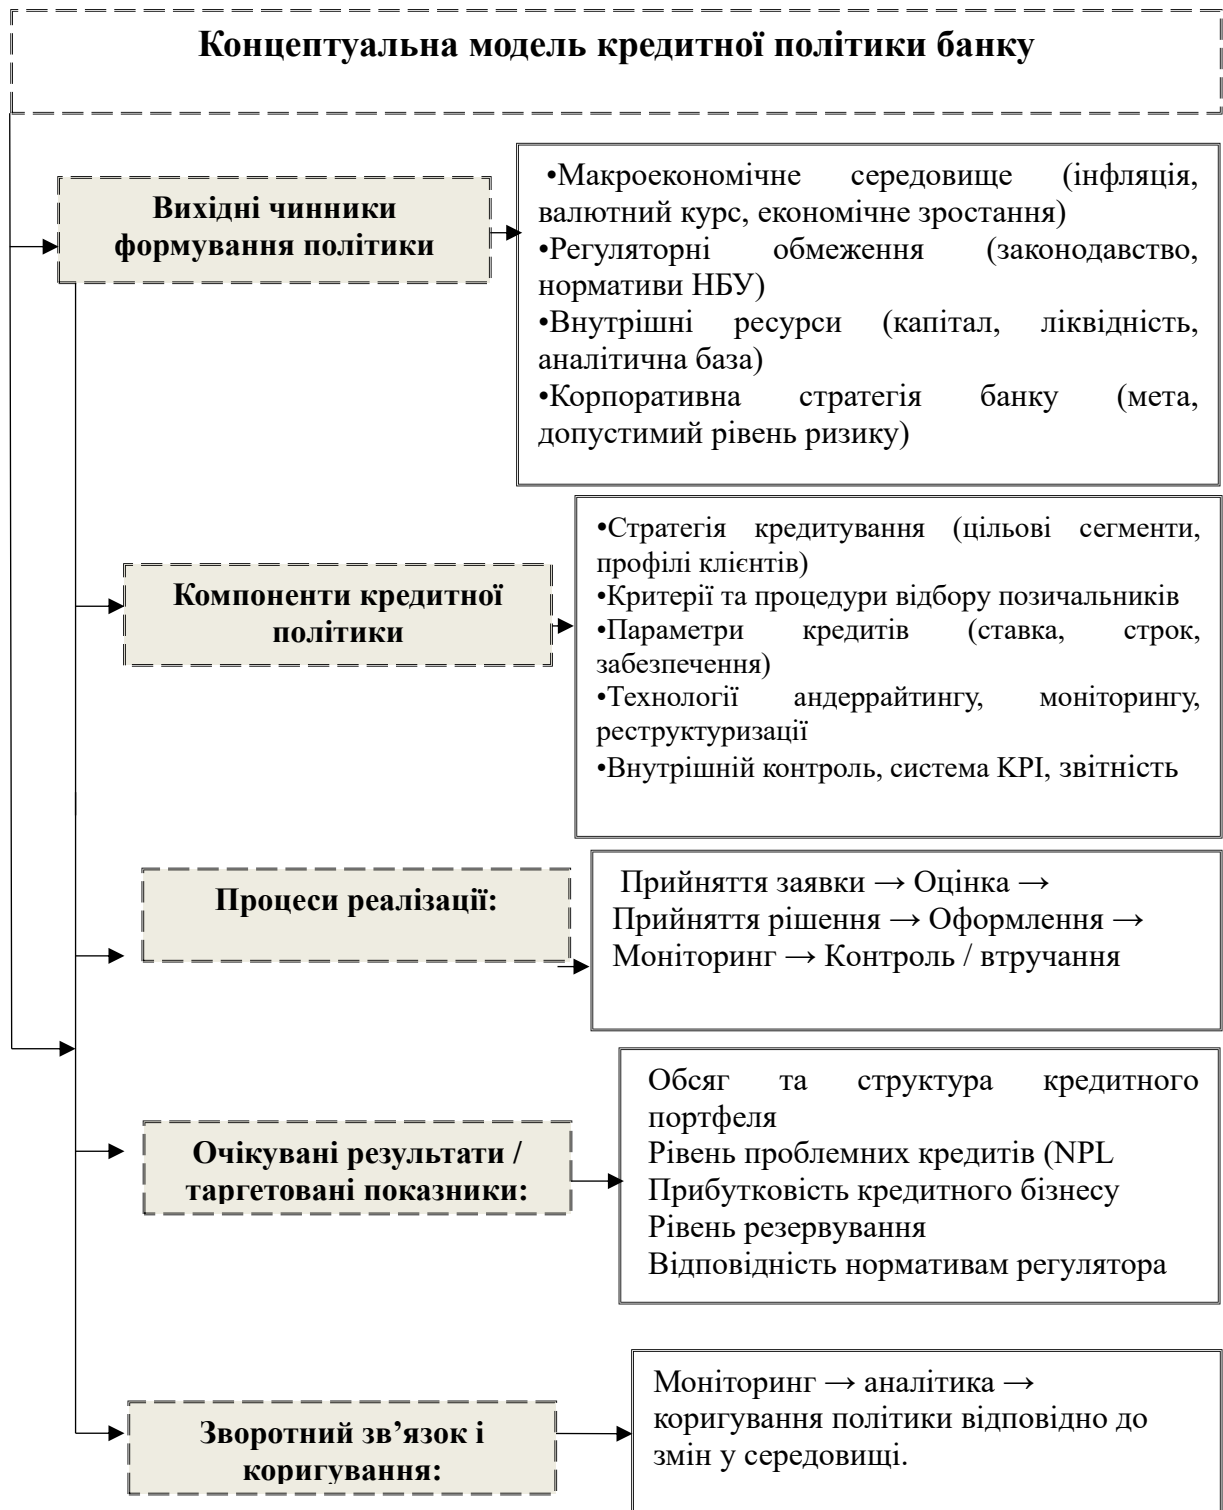 Концептуальна модель кредитної політики банку
Вихідні чинники
формування політики
•Макроекономічне середовище (інфляція,
валютний курс, економічне зростання)
•Регуляторні обмеження (законодавство,
нормативи НБУ)
•Внутрішні ресурси (капітал, ліквідність,
аналітична база)
•Корпоративна стратегія банку (мета,
допустимий рівень ризику)
Компоненти кредитної
політики
•Стратегія кредитування (цільові сегменти,
профілі клієнтів)
•Критерії та процедури відбору позичальників
•Параметри кредитів (ставка, строк,
забезпечення)
•Технології андеррайтингу, моніторингу,
реструктуризації
•Внутрішній контроль, система KPI, звітність
Процеси реалізації:
Прийняття заявки → Оцінка →
Прийняття рішення → Оформлення →
Моніторинг → Контроль / втручання
Очікувані результати /
таргетовані показники:
Обсяг та структура кредитного
портфеля
Рівень проблемних кредитів (NPL
Прибутковість кредитного бізнесу
Рівень резервування
Відповідність нормативам регулятора
Зворотний зв’язок і
коригування:
Моніторинг → аналітика →
коригування політики відповідно до
змін у середовищі.